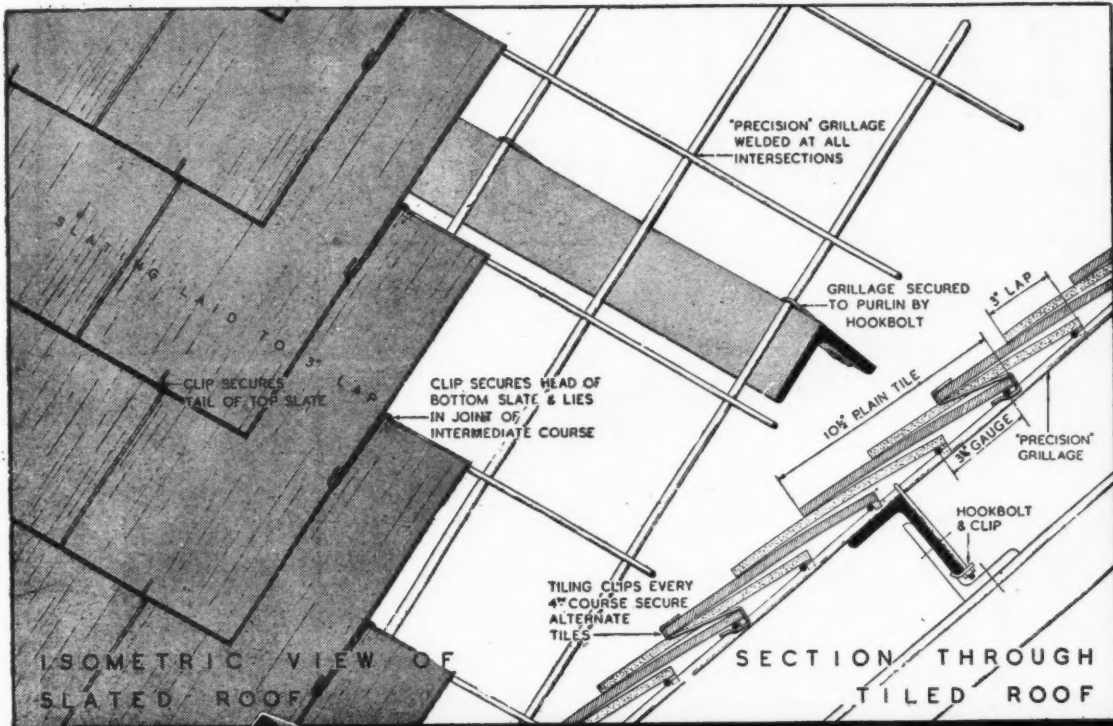 "PRECISION" GRILLAGE
WELDED AT ALL
INTERSECTIONS
SLATING LAID TO 3" LAP
GRILLAGE SECURED
TO PURLIN BY
HOOKBOLT
3" LAP
CLIP SECURES
TAIL OF TOP SLATE
CLIP SECURES HEAD OF
BOTTOM SLATE & LIES
IN JOINT OF
INTERMEDIATE COURSE
10½" PLAIN TILE
GAUGE
"PRECISION"
GRILLAGE
HOOKBOLT
& CLIP
TILING CLIPS EVERY
4TH COURSE SECURE
ALTERNATE
TILES
ISOMETRIC VIEW OF
SLATED ROOF
SECTION THROUGH
TILED ROOF